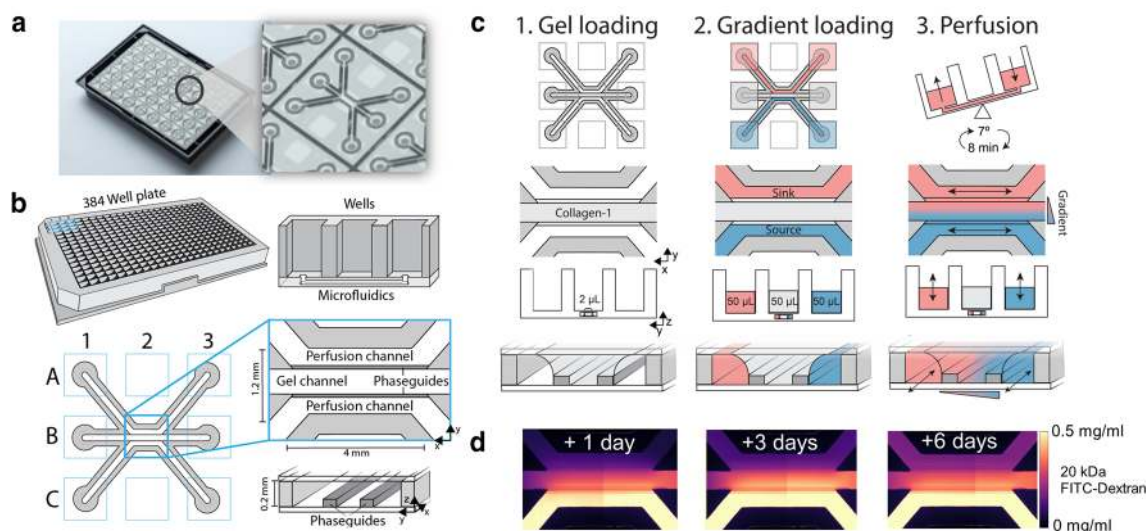 a
b
384 Well plate
Wells
Microfluidics
1 2 3
A
B
C
Perfusion channel
Gel channel
Phaseguides
Perfusion channel
1.2 mm
4 mm
x
y
0.2 mm
Phaseguides
z
x
y
c
1. Gel loading
2. Gradient loading
3. Perfusion
7º
8 min
Collagen-1
Sink
Source
Gradient
y
x
2 µL
50 µL
50 µL
50 µL
z
y
d
+ 1 day
+3 days
+6 days
0.5 mg/ml
20 kDa
FITC-Dextran
0 mg/ml